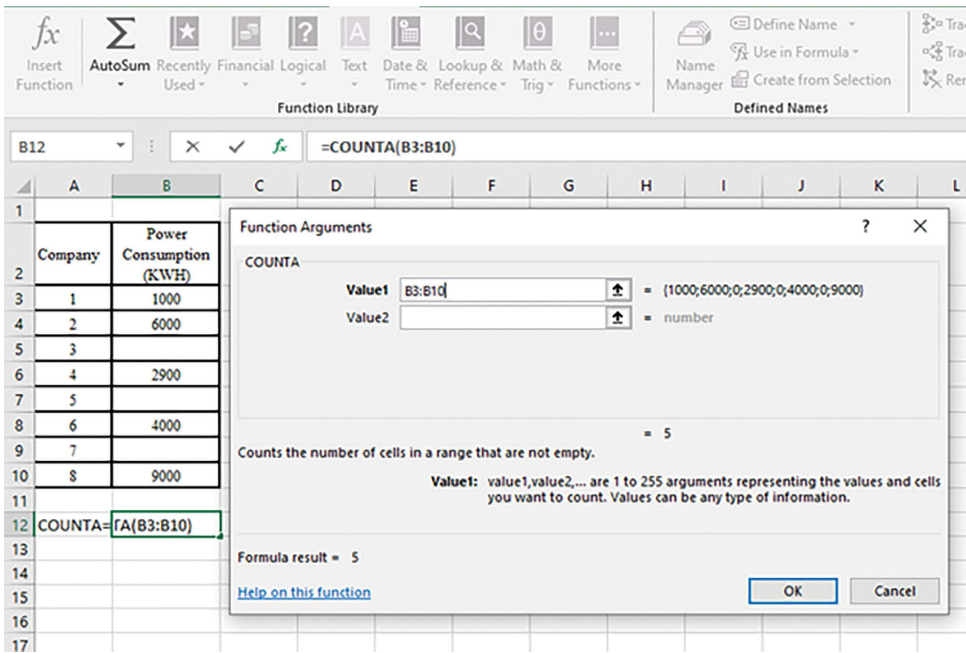 fx
Insert Function
Σ
AutoSum
Recently Used
Financial
?
Logical
A
Text
Date & Time
Lookup & Reference
θ
Math & Trig
...
More Functions
Function Library
Name Manager
Define Name
Use in Formula
Create from Selection
Defined Names
Tra
Tra
B12
fx
=COUNTA(B3:B10)
A B C D E F G H I J K L
1
2 Company Power Consumption (KWH)
3 1 1000
4 2 6000
5 3
6 4 2900
7 5
8 6 4000
9 7
10 8 9000
11
12 COUNTA= TA(B3:B10)
13
14
15
16
17
Function Arguments ?
COUNTA
Value1 B3:B10 = {1000;6000;0;2900;0;4000;0;9000}
Value2 = number
= 5
Counts the number of cells in a range that are not empty.
Value1: value1,value2,... are 1 to 255 arguments representing the values and cells
you want to count. Values can be any type of information.
Formula result = 5
Help on this function
OK
Cancel